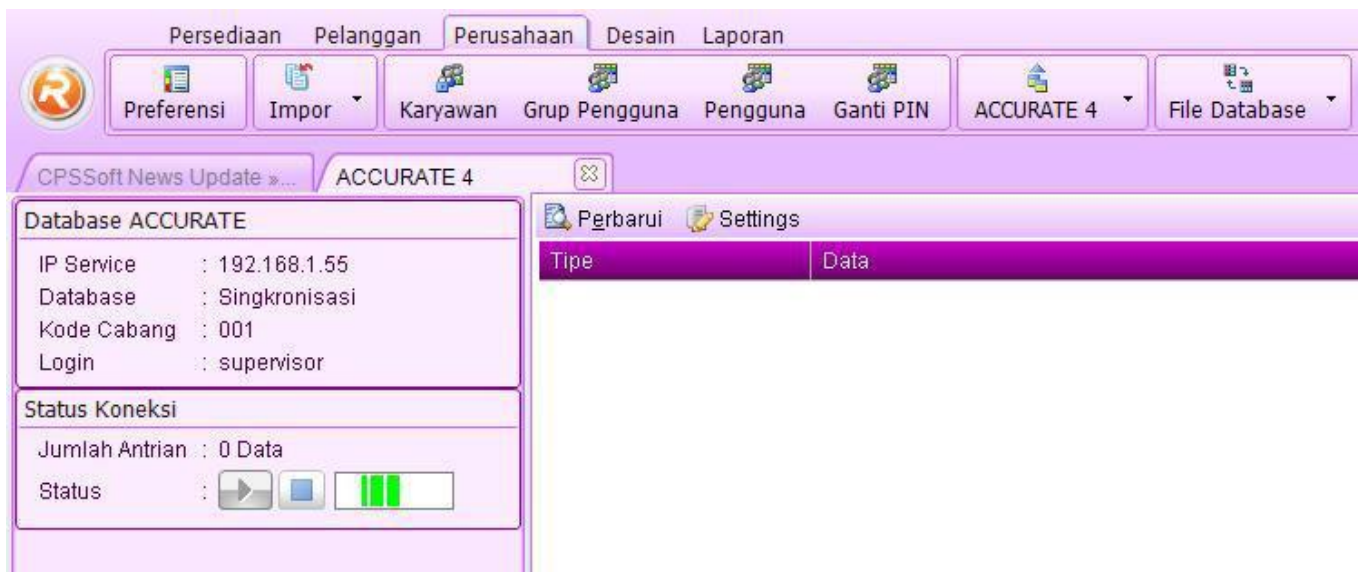 Persediaan Pelanggan Perusahaan Desain Laporan
R Preferensi Impor Karyawan Grup Pengguna Pengguna Ganti PIN ACCURATE 4 File Database
CPSSoft News Update »... ACCURATE 4
Database ACCURATE
Perbarui Settings
Tipe Data
IP Service : 192.168.1.55
Database : Singkronisasi
Kode Cabang : 001
Login : supervisor
Status Koneksi
Jumlah Antrian : 0 Data
Status :